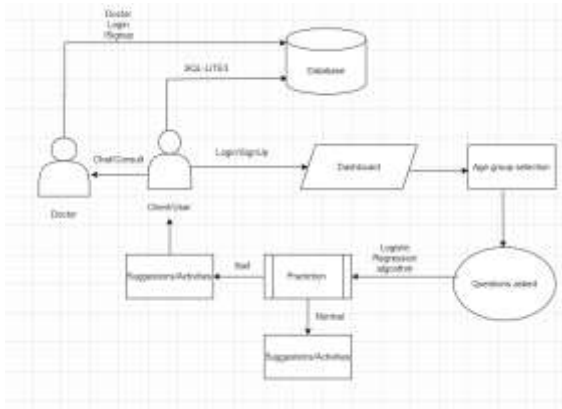 Doctor
Login
/Signup
SQL-LITE3
Database
Chat/Consult
Login/SignUp
Dashboard
Age group selection
Doctor
Client/User
Logistic
Regression
algorithm
Suggestions/Activities
Bad
Prediction
Questions asked
Normal
Suggestions/Activities